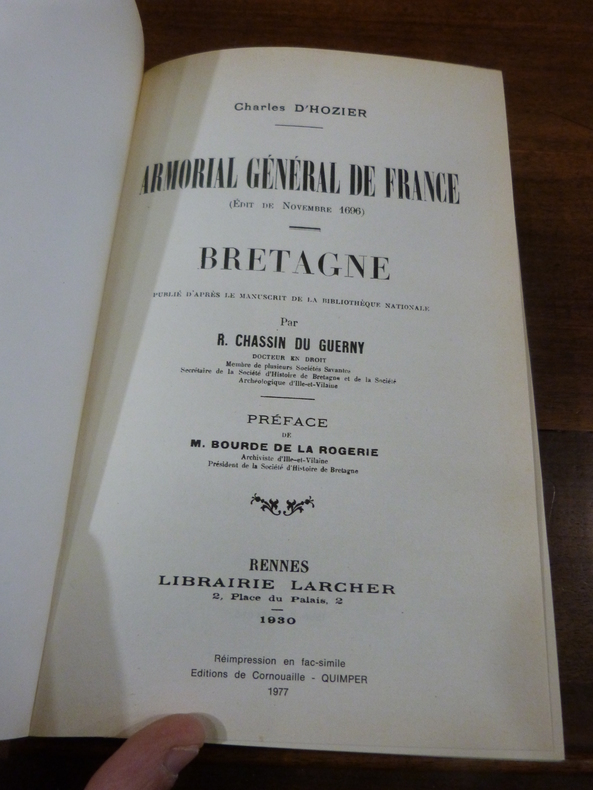 Charles D'HOZIER
ARMORIAL GÉNÉRAL DE FRANCE
(ÉDIT DE NOVEMBRE 1696)
BRETAGNE
PUBLIÉ D'APRÈS LE MANUSCRIT DE LA BIBLIOTHÈQUE NATIONALE
Par
R. CHASSIN DU GUERNY
DOCTEUR EN DROIT
Membre de plusieurs Sociétés Savantes
Secrétaire de la Société d'Histoire de Bretagne et de la Société
Archéologique d'Ille-et-Vilaine
PRÉFACE
DE
M. BOURDE DE LA ROGERIE
Archiviste d'Ille-et-Vilaine
Président de la Société d'Histoire de Bretagne
RENNES
LIBRAIRIE LARCHER
2, Place du Palais, 2
1930
Réimpression en fac-simile
Editions de Cornouaille - QUIMPER
1977